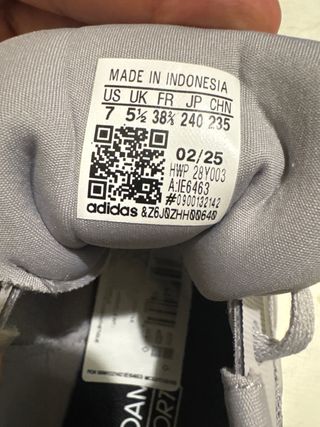 MADE IN INDONESIA
US UK FR JP CHN
7 5½ 38⅔ 240 235
02/25
HWP 28Y003
A:IE6463
#0900132142
adidas &Z6J0ZHH00640